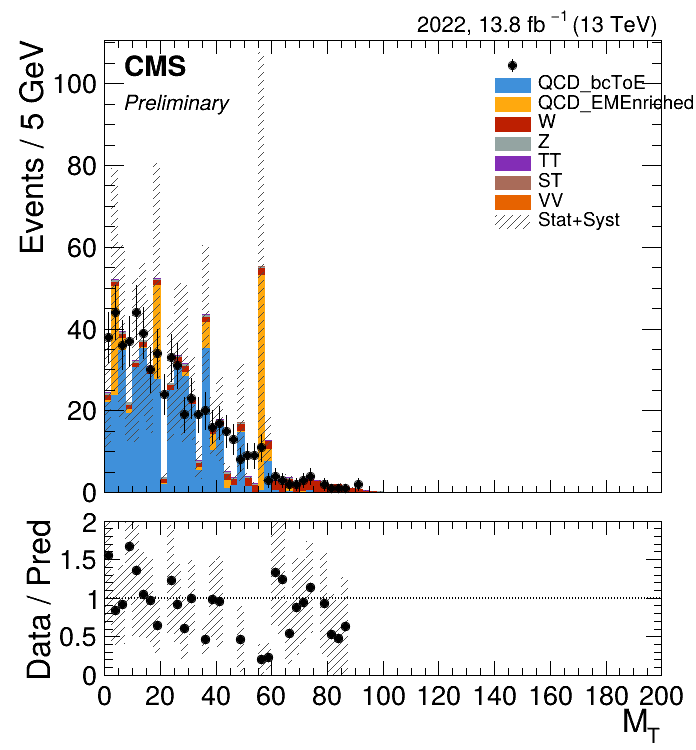 2022, 13.8 fb⁻¹ (13 TeV)
CMS
Preliminary
QCD_bcToE
QCD_EMEnriched
W
Z
TT
ST
VV
Stat+Syst
Events / 5 GeV
100
80
60
40
20
0
Data / Pred
2
1.5
1
0.5
0
0 20 40 60 80 100 120 140 160 180 200
M_T